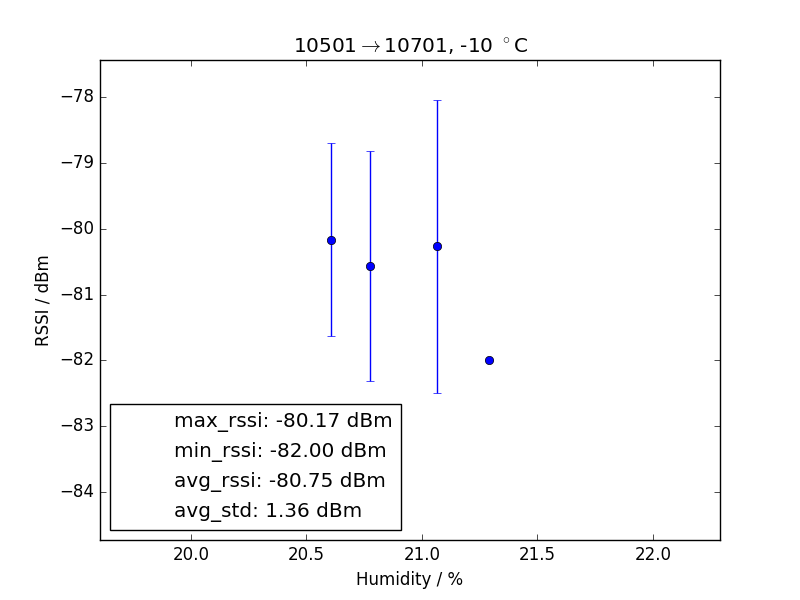 10501→10701, -10 °C
RSSI / dBm
−78
−79
−80
−81
−82
−83
−84
max_rssi: -80.17 dBm
min_rssi: -82.00 dBm
avg_rssi: -80.75 dBm
avg_std: 1.36 dBm
20.0 20.5 21.0 21.5 22.0
Humidity / %